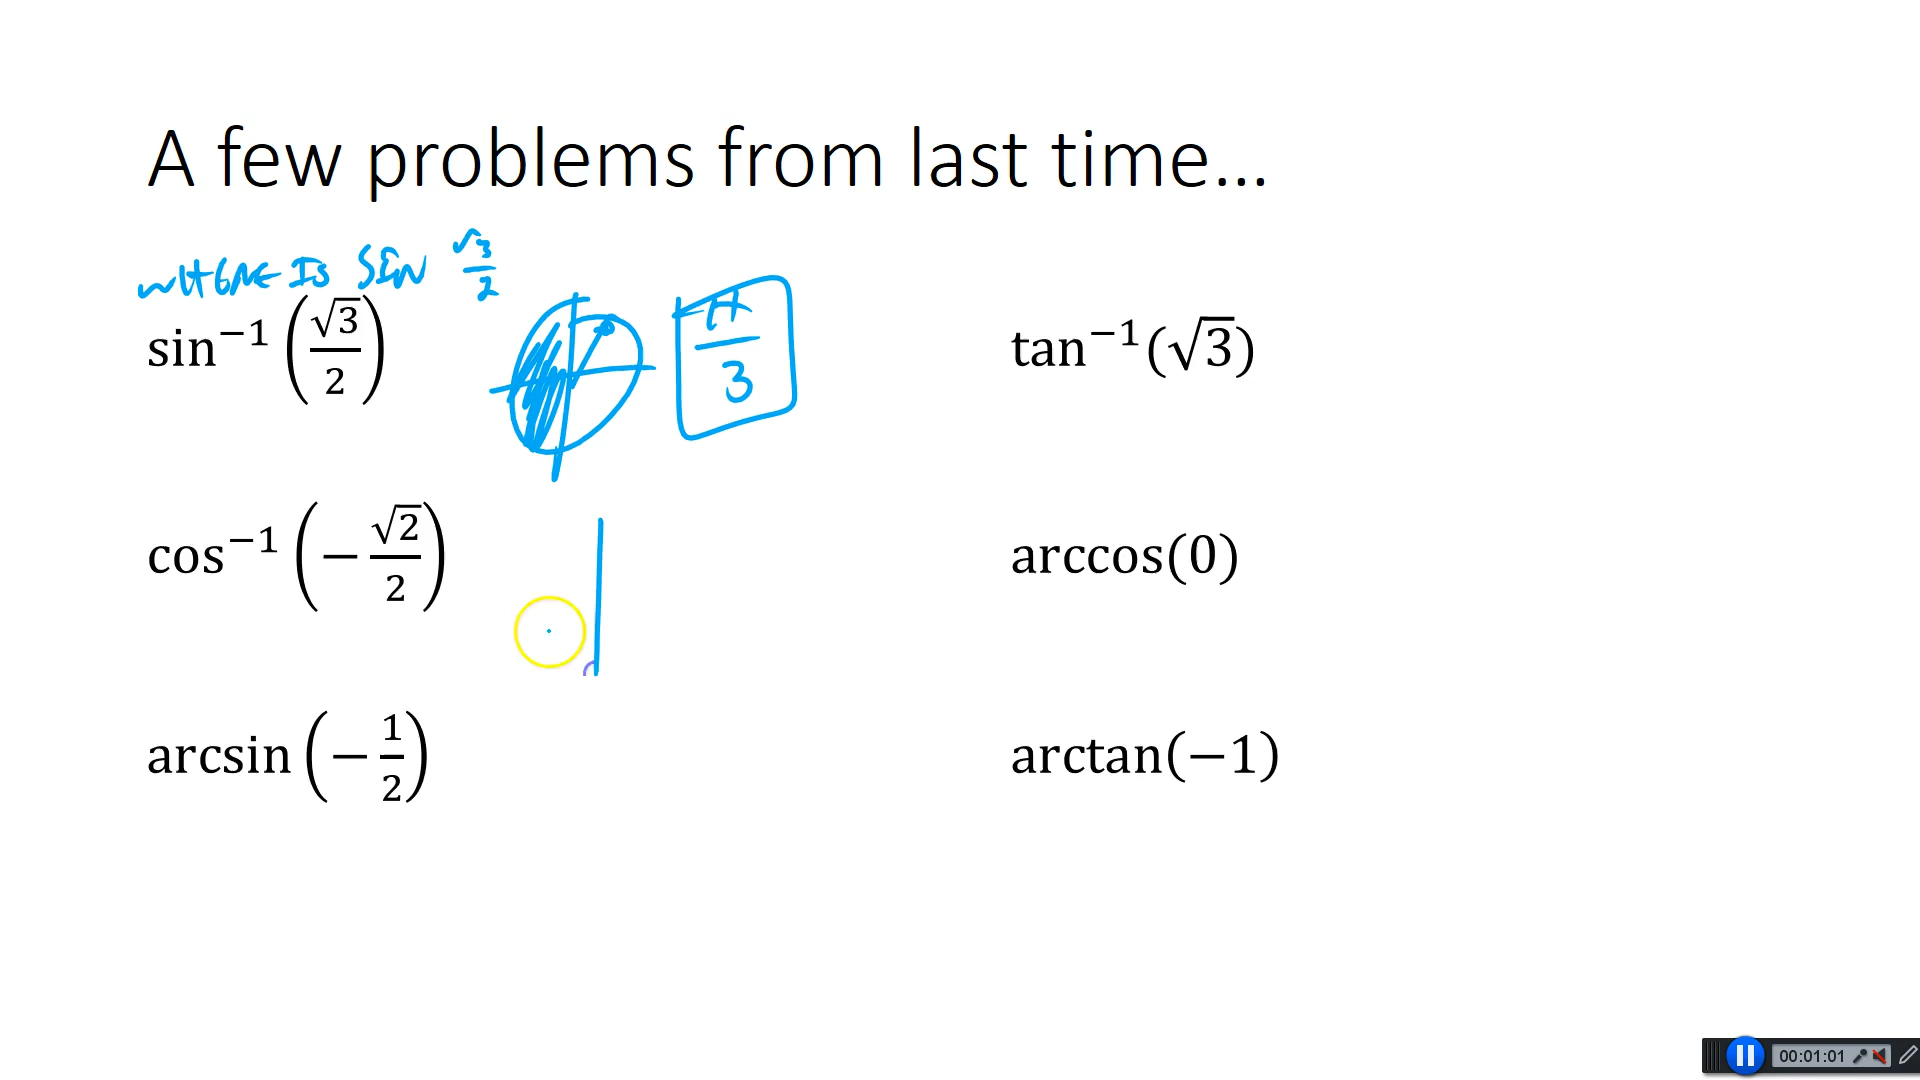 A few problems from last time...
WHERE IS SIN √3/2
sin⁻¹(√3/2)
π/3
tan⁻¹(√3)
cos⁻¹(−√2/2)
arccos(0)
arcsin(−1/2)
arctan(−1)
00:01:01